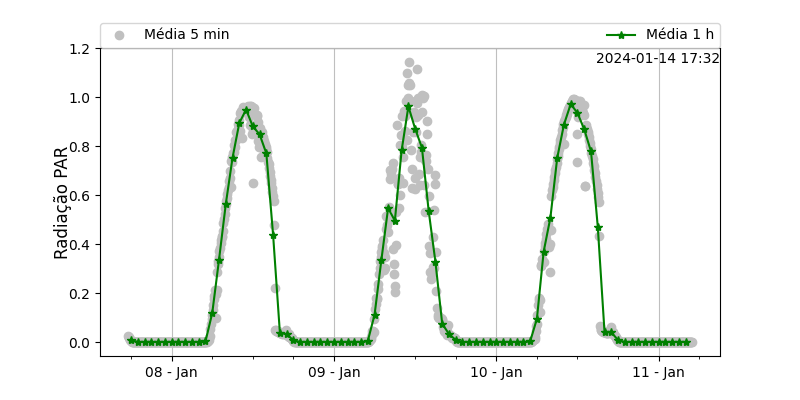 Média 5 min
Média 1 h
2024-01-14 17:32
Radiação PAR
1.2
1.0
0.8
0.6
0.4
0.2
0.0
08 - Jan
09 - Jan
10 - Jan
11 - Jan